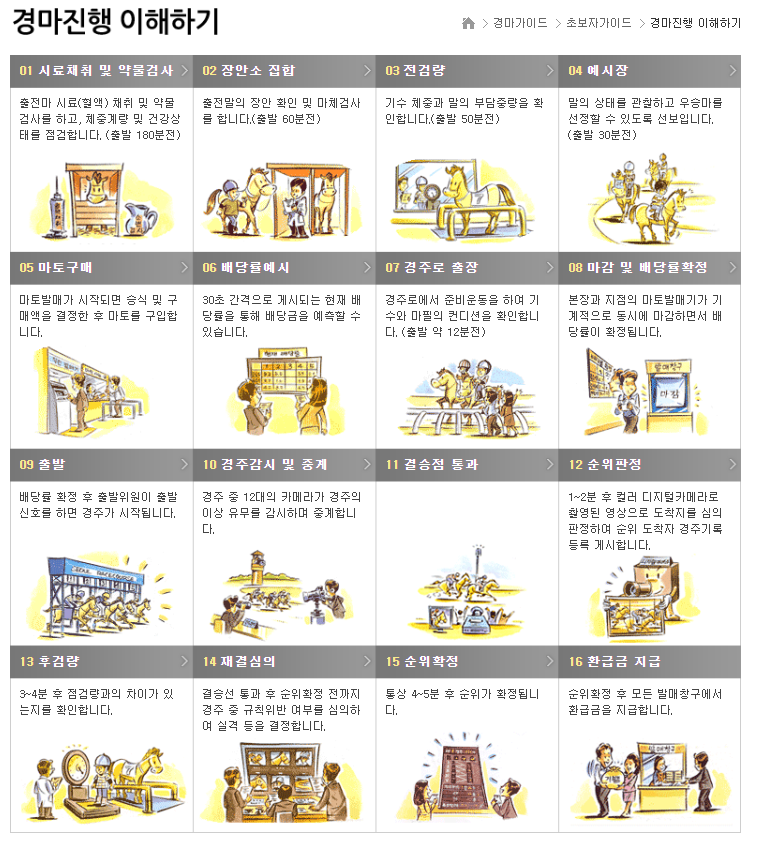 경마진행 이해하기
경마가이드 > 초보자가이드 > 경마진행 이해하기
01 시료채취 및 약물검사
출전마 시료(혈액) 채취 및 약물
검사를 하고, 체중계량 및 건강상
태를 점검합니다. (출발 180분전)
02 장안소 집합
출전말의 장안 확인 및 마체검사
를 합니다.(출발 60분전)
03 전검량
기수 체중과 말의 부담중량을 확
인합니다.(출발 50분전)
04 예시장
말의 상태를 관찰하고 우승마를
선정할 수 있도록 선보입니다.
(출발 30분전)
05 마토구매
마토발매가 시작되면 승식 및 구
매액을 결정한 후 마토를 구입합
니다.
06 배당률예시
30초 간격으로 게시되는 현재 배
당률을 통해 배당금을 예측할 수
있습니다.
현재 배당률
1 2 3 4 5
07 경주로 출장
경주로에서 준비운동을 하여 기
수와 마필의 컨디션을 확인합니
다. (출발 약 12분전)
08 마감 및 배당률확정
본장과 지점의 마토발매기가 기
계적으로 동시에 마감하면서 배
당률이 확정됩니다.
발매창구
마감
09 출발
배당률 확정 후 출발위원이 출발
신호를 하면 경주가 시작됩니다.
10 경주감시 및 중계
경주 중 12대의 카메라가 경주의
이상 유무를 감시하며 중계합니
다.
11 결승점 통과
12 순위판정
1~2분 후 컬러 디지털카메라로
촬영된 영상으로 도착지를 심의
판정하여 순위 도착자 경주기록
등록 게시합니다.
13 후검량
3~4분 후 점검량과의 차이가 있
는지를 확인합니다.
14 재결심의
결승선 통과 후 순위확정 전까지
경주 중 규칙위반 여부를 심의하
여 실격 등을 결정합니다.
15 순위확정
통상 4~5분 후 순위가 확정됩니
다.
16 환급금 지급
순위확정 후 모든 발매창구에서
환급금을 지급합니다.
발매창구